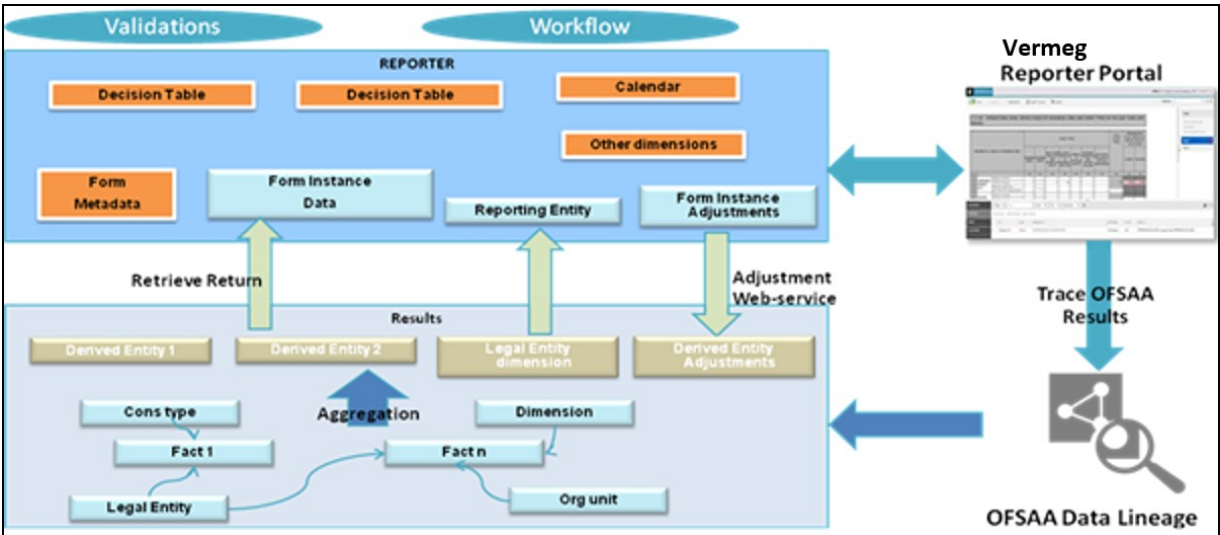 Validations
Workflow
REPORTER
Vermeg
Reporter Portal
Decision Table
Decision Table
Calendar
Other dimensions
Form
Metadata
Form Instance
Data
Reporting Entity
Form Instance
Adjustments
Retrieve Return
Adjustment
Web-service
Trace OFSAA
Results
Results
Derived Entity 1
Derived Entity 2
Legal Entity
dimension
Derived Entity
Adjustments
Cons type
Aggregation
Dimension
Fact 1
Fact n
Legal Entity
Org unit
OFSAA Data Lineage